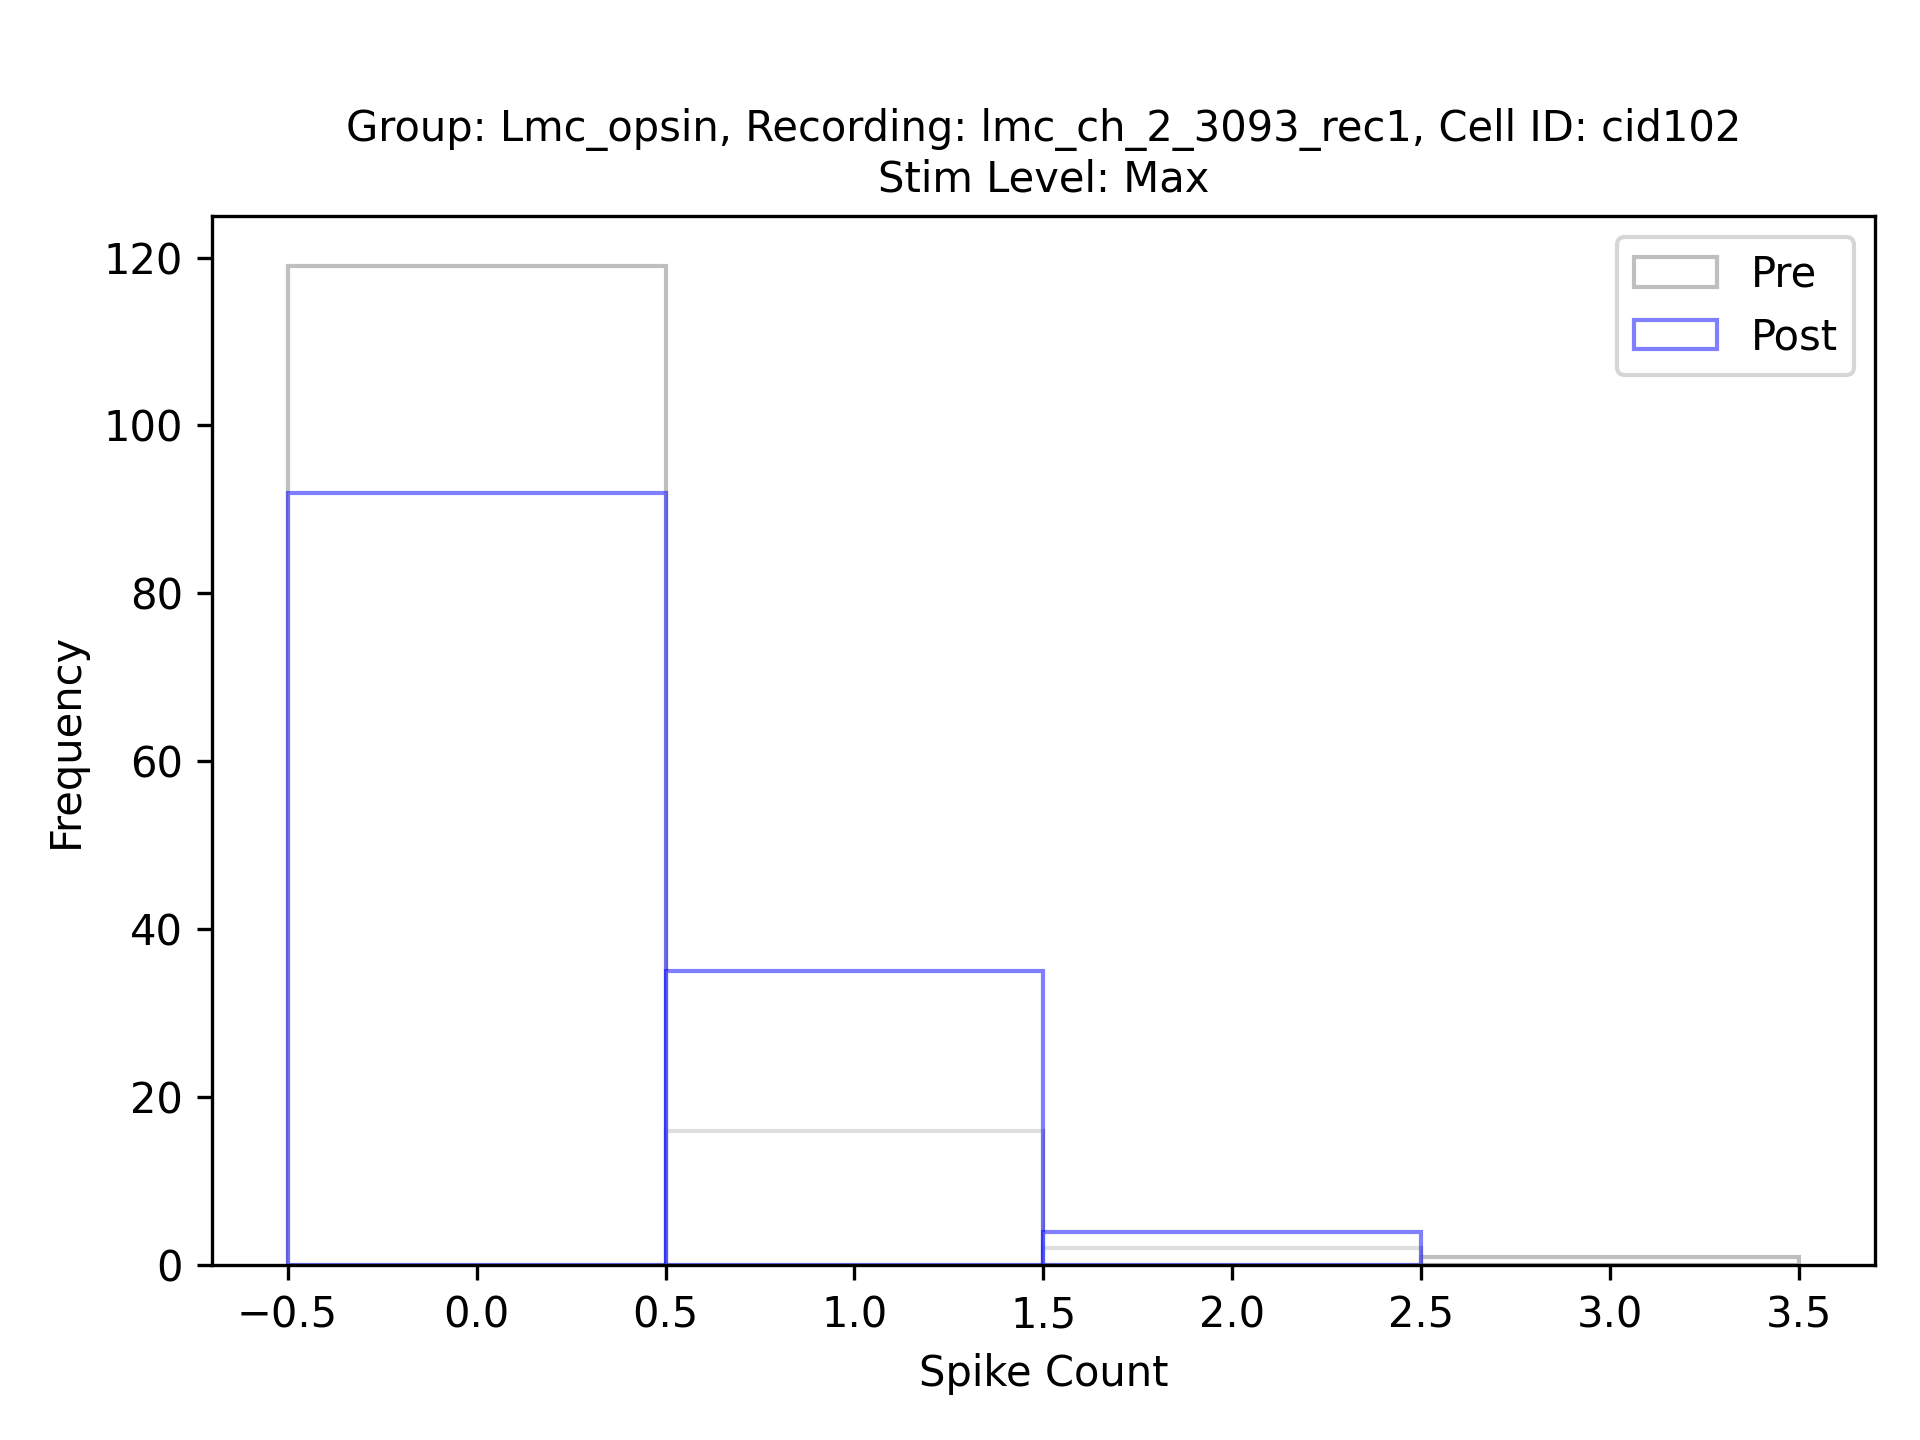 Group: Lmc_opsin, Recording: lmc_ch_2_3093_rec1, Cell ID: cid102
Stim Level: Max
Pre
Post
120
100
80
60
40
20
0
Frequency
−0.5 0.0 0.5 1.0 1.5 2.0 2.5 3.0 3.5
Spike Count